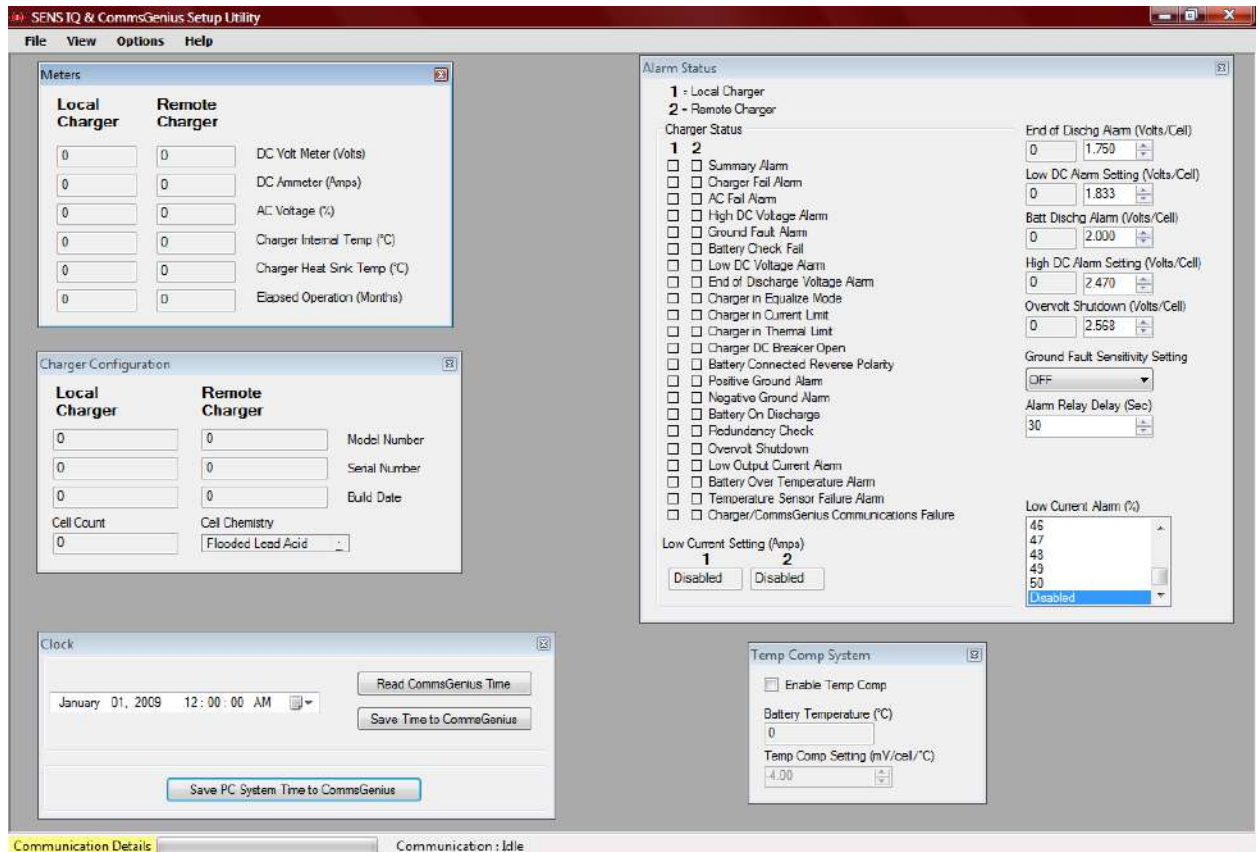 SENS IQ & CommsGenius Setup Utility
File View Options Help
Meters
Local Charger Remote Charger
0 0 DC Volt Meter (Volts)
0 0 DC Ammeter (Amps)
0 0 AC Voltage (%)
0 0 Charger Internal Temp (°C)
0 0 Charger Heat Sink Temp (°C)
0 0 Elapsed Operation (Months)
Charger Configuration
Local Charger Remote Charger
0 0 Model Number
0 0 Serial Number
0 0 Build Date
Cell Count Cell Chemistry
0 Flooded Lead Acid
Clock
January 01, 2009 12:00:00 AM
Read CommsGenius Time
Save Time to CommsGenius
Save PC System Time to CommsGenius
Alarm Status
1 - Local Charger
2 - Remote Charger
Charger Status
1 2
Summary Alarm
Charger Fail Alarm
AC Fail Alarm
High DC Voltage Alarm
Ground Fault Alarm
Battery Check Fail
Low DC Voltage Alarm
End of Discharge Voltage Alarm
Charger in Equalize Mode
Charger in Current Limit
Charger in Thermal Limit
Charger DC Breaker Open
Battery Connected Reverse Polarity
Positive Ground Alarm
Negative Ground Alarm
Battery On Discharge
Redundancy Check
Overvolt Shutdown
Low Output Current Alarm
Battery Over Temperature Alarm
Temperature Sensor Failure Alarm
Charger/CommsGenius Communications Failure
Low Current Setting (Amps)
1 2
Disabled Disabled
End of Dischg Alarm (Volts/Cell)
0 1.750
Low DC Alarm Setting (Volts/Cell)
0 1.833
Batt Dischg Alarm (Volts/Cell)
0 2.000
High DC Alarm Setting (Volts/Cell)
0 2.470
Overvolt Shutdown (Volts/Cell)
0 2.568
Ground Fault Sensitivity Setting
OFF
Alarm Relay Delay (Sec)
30
Low Current Alarm (%)
46
47
48
49
50
Disabled
Temp Comp System
Enable Temp Comp
Battery Temperature (°C)
0
Temp Comp Setting (mV/cell/°C)
-4.00
Communication Details Communication : Idle